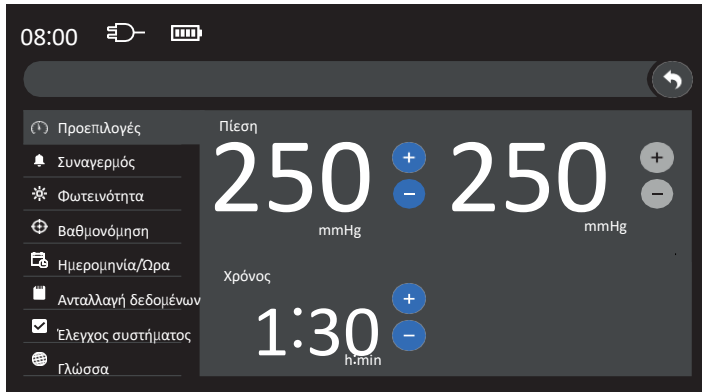 08:00
Προεπιλογές
Συναγερμός
Φωτεινότητα
Βαθμονόμηση
Ημερομηνία/Ώρα
Ανταλλαγή δεδομένων
Έλεγχος συστήματος
Γλώσσα
Πίεση
250
+
−
mmHg
250
+
−
mmHg
Χρόνος
1:30
+
−
h:min